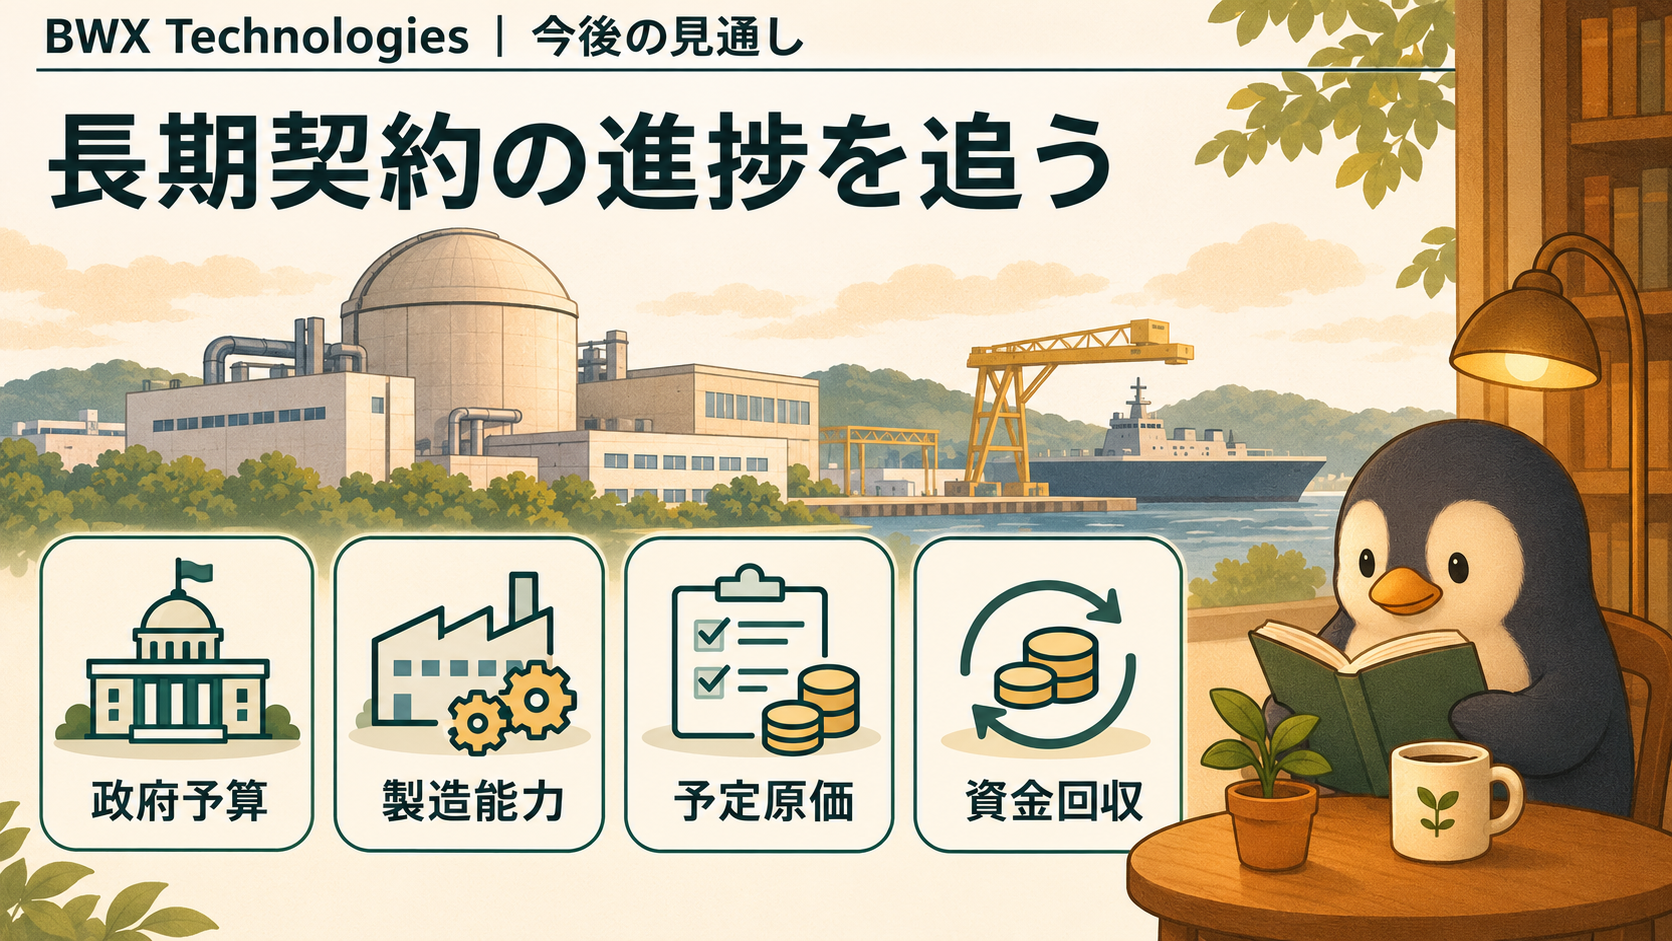 BWX Technologies｜今後の見通し
長期契約の進捗を追う
政府予算
製造能力
予定原価
資金回収